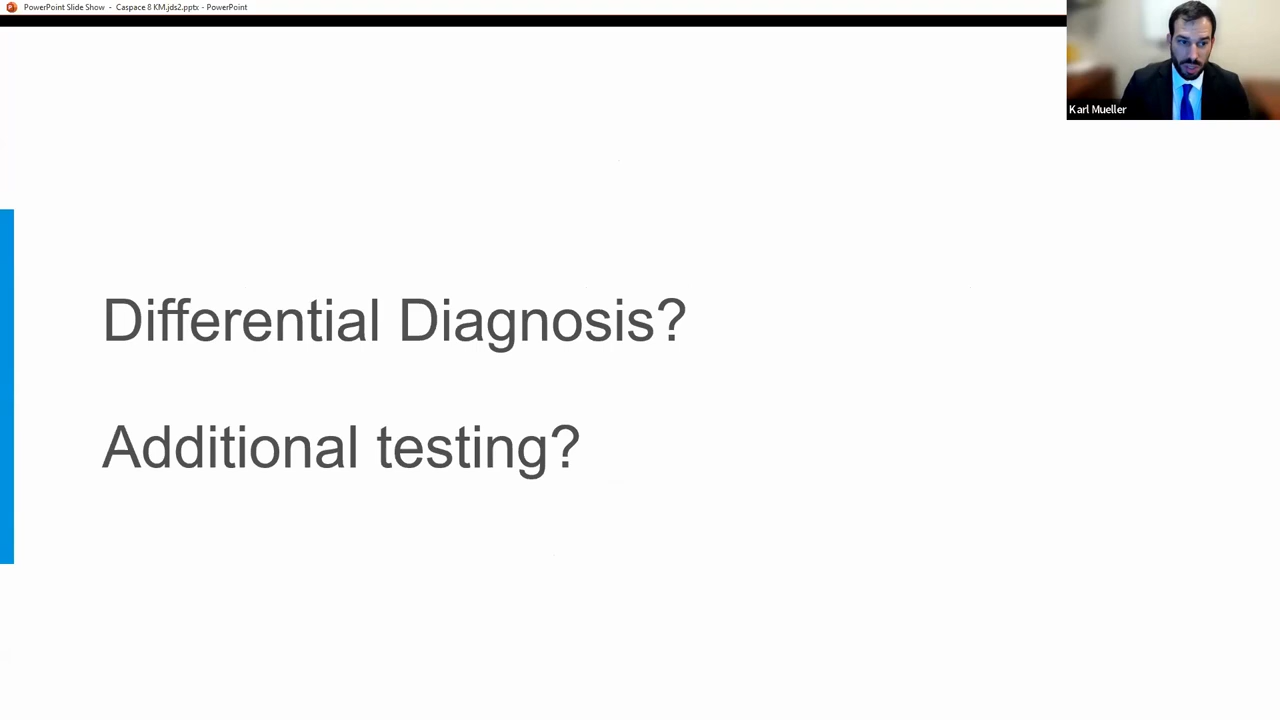 PowerPoint Slide Show - Caspace 8 KM.jds2.pptx - PowerPoint
Karl Mueller
Differential Diagnosis?
Additional testing?